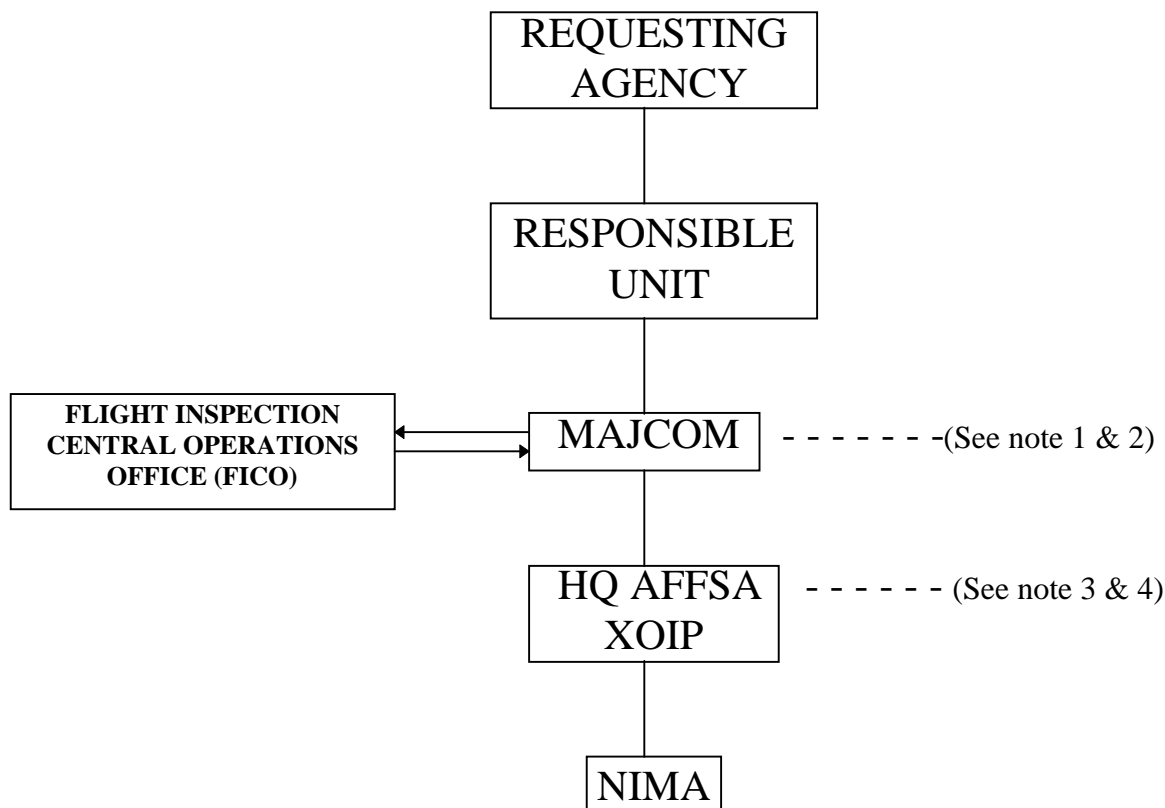 REQUESTING
AGENCY
RESPONSIBLE
UNIT
FLIGHT INSPECTION
CENTRAL OPERATIONS
OFFICE (FICO)
MAJCOM
(See note 1 & 2)
HQ AFFSA
XOIP
(See note 3 & 4)
NIMA